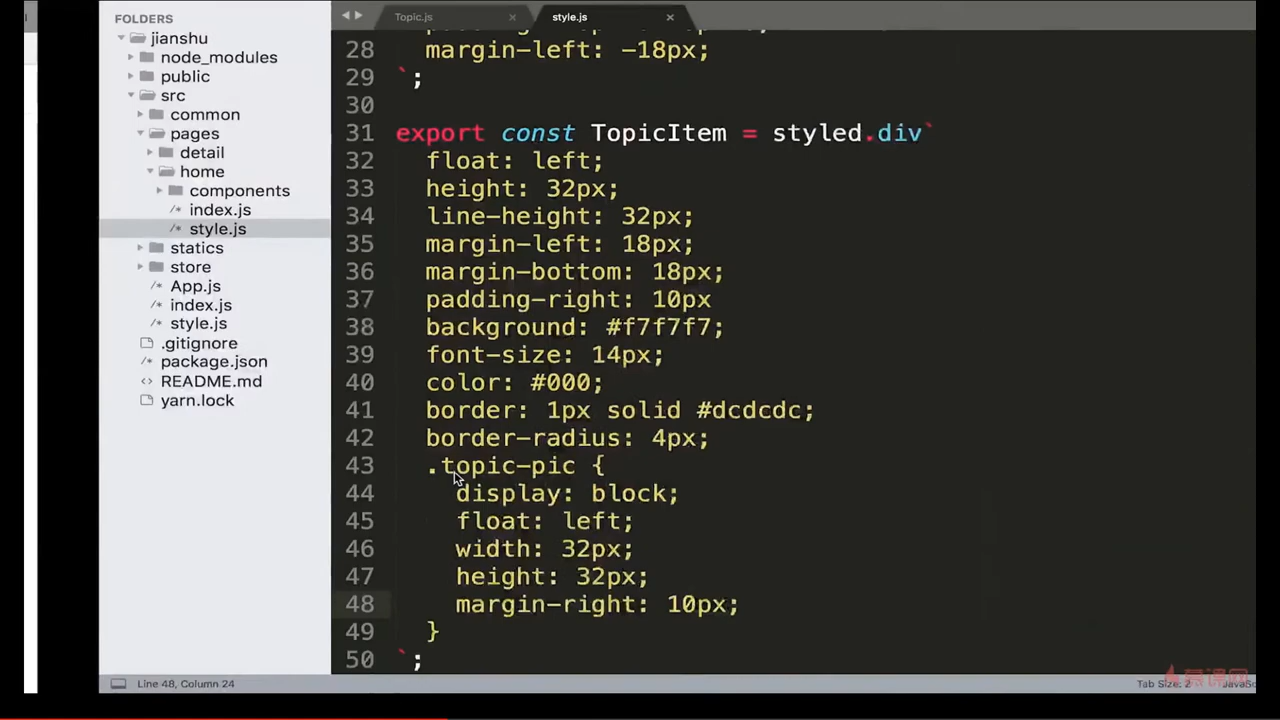 FOLDERS
jianshu
node_modules
public
src
common
pages
detail
home
components
index.js
style.js
statics
store
App.js
index.js
style.js
.gitignore
package.json
README.md
yarn.lock
Topic.js
style.js
28 margin-left: -18px;
29 `;
30
31 export const TopicItem = styled.div`
32 float: left;
33 height: 32px;
34 line-height: 32px;
35 margin-left: 18px;
36 margin-bottom: 18px;
37 padding-right: 10px
38 background: #f7f7f7;
39 font-size: 14px;
40 color: #000;
41 border: 1px solid #dcdcdc;
42 border-radius: 4px;
43 .topic-pic {
44 display: block;
45 float: left;
46 width: 32px;
47 height: 32px;
48 margin-right: 10px;
49 }
50 `;
Line 48, Column 24
Tab Size: 2
慕课网